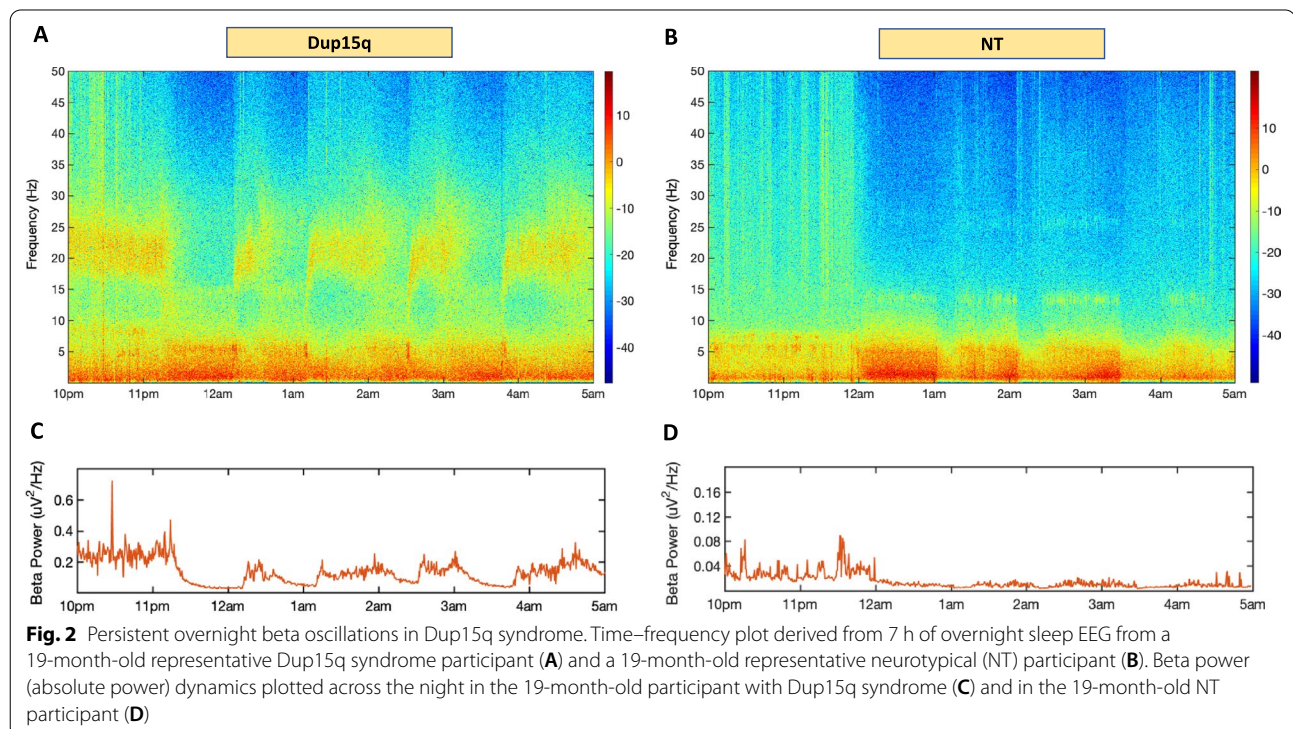 A
Dup15q
50
45
40
35
30
25
20
15
10
5
Frequency (Hz)
10pm 11pm 12am 1am 2am 3am 4am 5am
10
0
-10
-20
-30
-40
B
NT
50
45
40
35
30
25
20
15
10
5
Frequency (Hz)
10pm 11pm 12am 1am 2am 3am 4am 5am
10
0
-10
-20
-30
-40
C
Beta Power (uV²/Hz)
0.6
0.4
0.2
10pm 11pm 12am 1am 2am 3am 4am 5am
D
Beta Power (uV²/Hz)
0.16
0.12
0.08
0.04
10pm 11pm 12am 1am 2am 3am 4am 5am
Fig. 2 Persistent overnight beta oscillations in Dup15q syndrome. Time–frequency plot derived from 7 h of overnight sleep EEG from a
19-month-old representative Dup15q syndrome participant (A) and a 19-month-old representative neurotypical (NT) participant (B). Beta power
(absolute power) dynamics plotted across the night in the 19-month-old participant with Dup15q syndrome (C) and in the 19-month-old NT
participant (D)